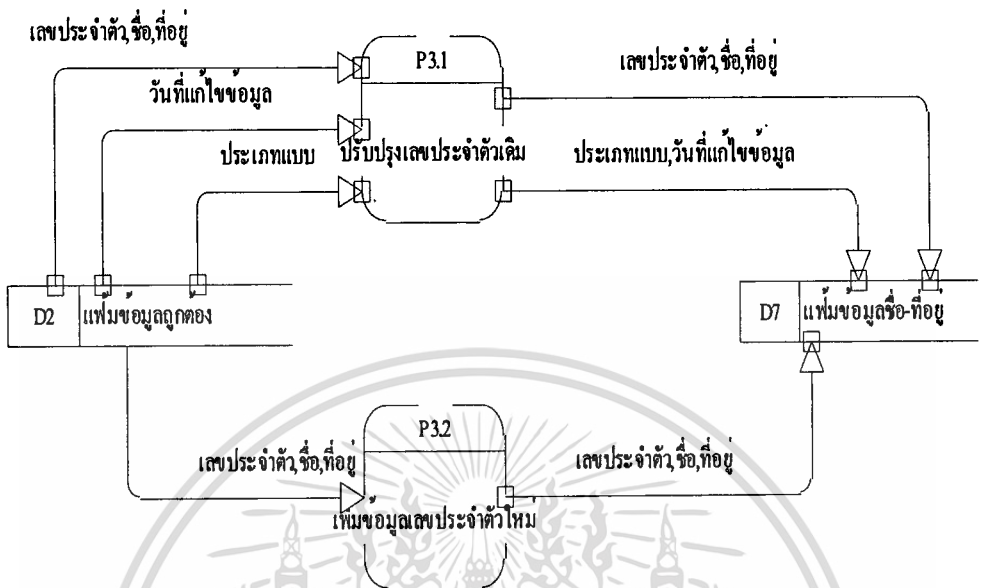 เลขประจำตัว,ชื่อ,ที่อยู่
P3.1
เลขประจำตัว,ชื่อ,ที่อยู่
วันที่แก้ไขข้อมูล
ประเภทแบบ
ปรับปรุงเลขประจำตัวเดิม
ประเภทแบบ,วันที่แก้ไขข้อมูล
D2
แฟ้มข้อมูลถูกต้อง
D7
แฟ้มข้อมูลชื่อ-ที่อยู่
P3.2
เลขประจำตัว,ชื่อ,ที่อยู่
เลขประจำตัว,ชื่อ,ที่อยู่
เพิ่มข้อมูลเลขประจำตัวใหม่